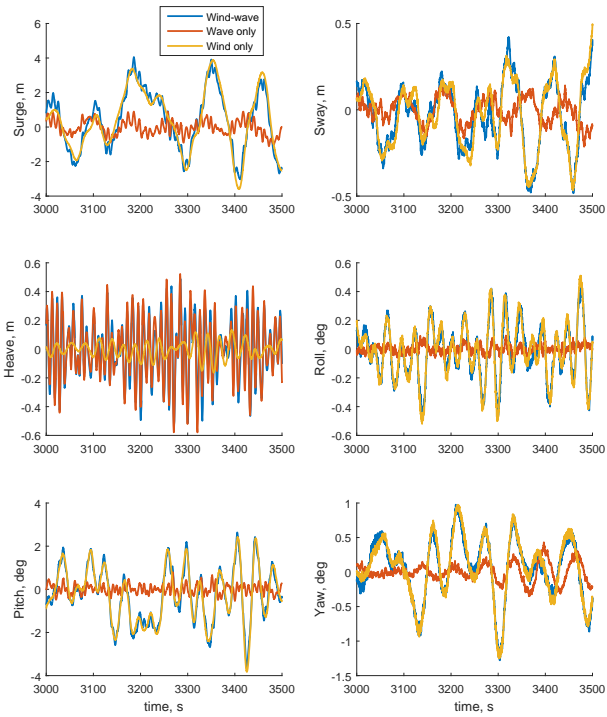 Wind-wave
Wave only
Wind only
Surge, m
4
2
0
-2
-4
3000 3100 3200 3300 3400 3500
Sway, m
0.5
0
-0.5
3000 3100 3200 3300 3400 3500
Heave, m
0.6
0.4
0.2
0
-0.2
-0.4
-0.6
3000 3100 3200 3300 3400 3500
Roll, deg
0.6
0.4
0.2
0
-0.2
-0.4
-0.6
3000 3100 3200 3300 3400 3500
Pitch, deg
4
2
0
-2
-4
3000 3100 3200 3300 3400 3500
time, s
Yaw, deg
1
0.5
0
-0.5
-1
-1.5
3000 3100 3200 3300 3400 3500
time, s